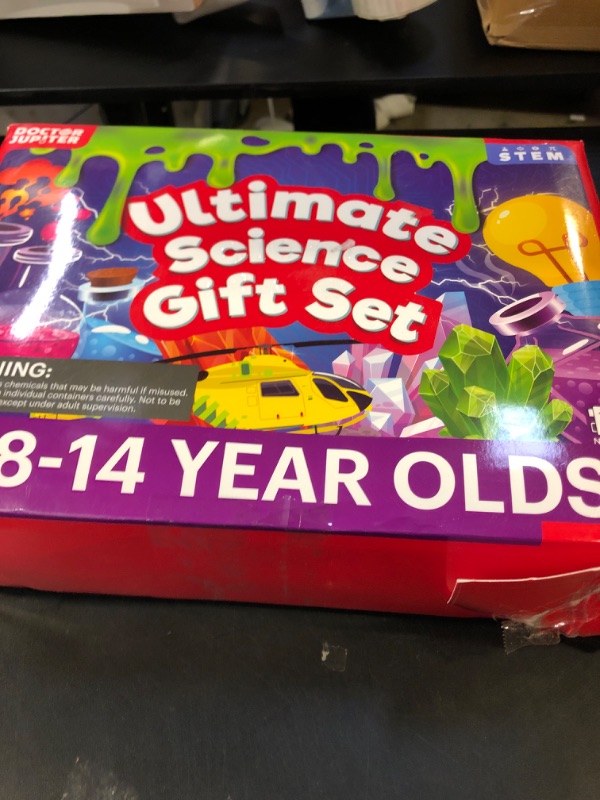 DOCTOR
JUPITER
STEM
Ultimate
Science
Gift Set
NING:
s chemicals that may be harmful if misused.
individual containers carefully. Not to be
except under adult supervision.
8-14 YEAR OLDS